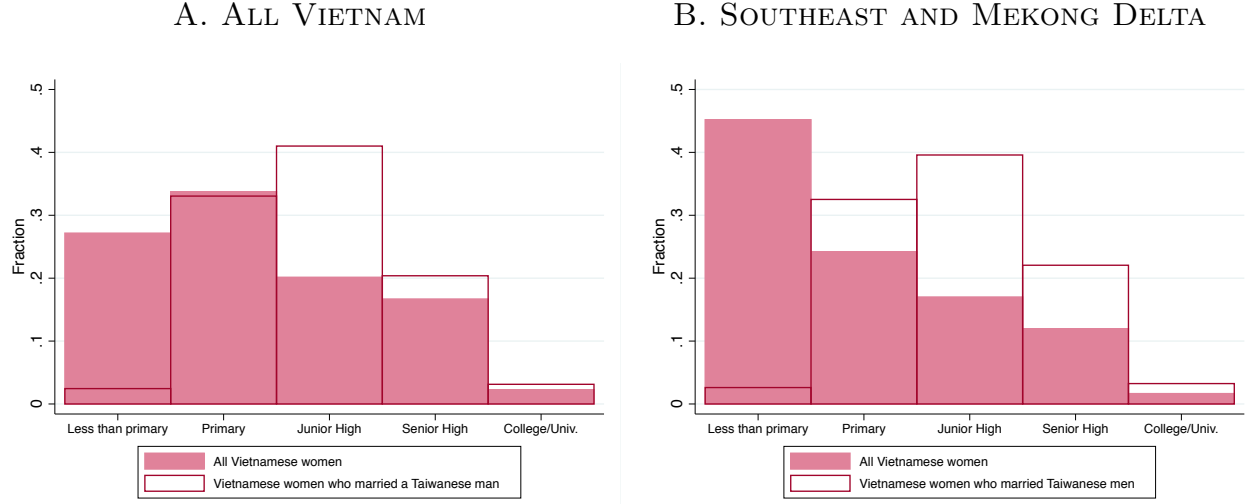 A. All Vietnam
.5
.4
.3
.2
.1
0
Fraction
Less than primary Primary Junior High Senior High College/Univ.
All Vietnamese women
Vietnamese women who married a Taiwanese man
B. Southeast and Mekong Delta
.5
.4
.3
.2
.1
0
Fraction
Less than primary Primary Junior High Senior High College/Univ.
All Vietnamese women
Vietnamese women who married Taiwanese men